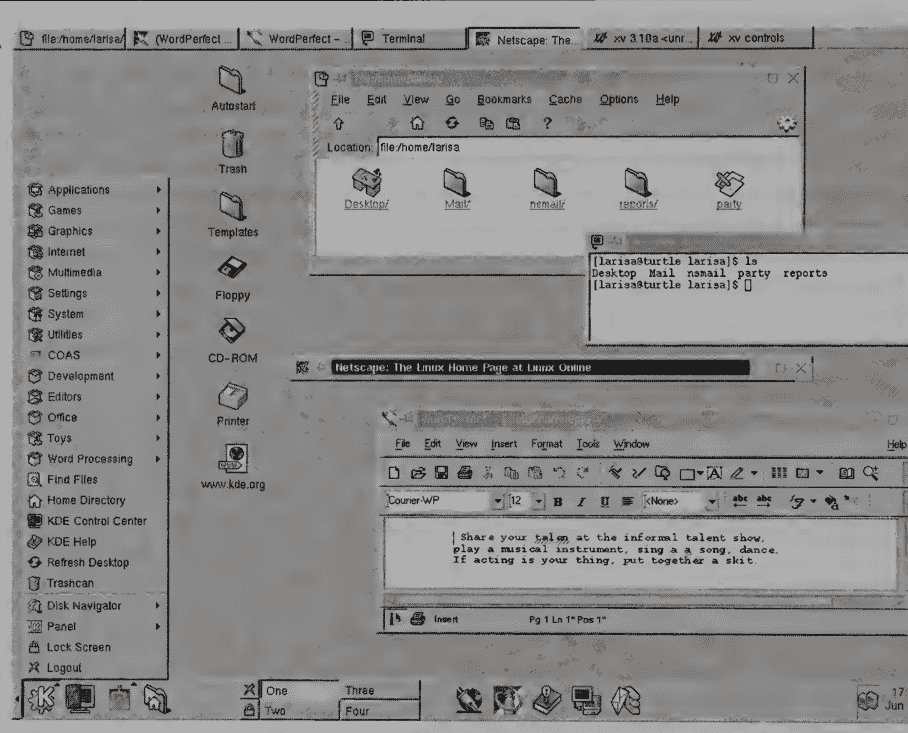 file:/home/larisa/
(WordPerfect ...
WordPerfect – ...
Terminal
Netscape: The...
xv 3.10a <unr...
xv controls
Autostart
Trash
Templates
Floppy
CD-ROM
Printer
www.kde.org
File Edit View Go Bookmarks Cache Options Help
Location: file:/home/larisa
Desktop/ Mail/ nsmail/ reports/ party
[larisa@turtle larisa]$ ls
Desktop Mail nsmail party reports
[larisa@turtle larisa]$
Netscape: The Linux Home Page at Linux Online
File Edit View Insert Format Tools Window Help
Courier-WP 12 B I U <None> abc abc
Share your talen at the informal talent show,
play a musical instrument, sing a a song, dance.
If acting is your thing, put together a skit.
Insert Pg 1 Ln 1" Pos 1"
Applications
Games
Graphics
Internet
Multimedia
Settings
System
Utilities
COAS
Development
Editors
Office
Toys
Word Processing
Find Files
Home Directory
KDE Control Center
KDE Help
Refresh Desktop
Trashcan
Disk Navigator
Panel
Lock Screen
Logout
One Three
Two Four
17
Jun